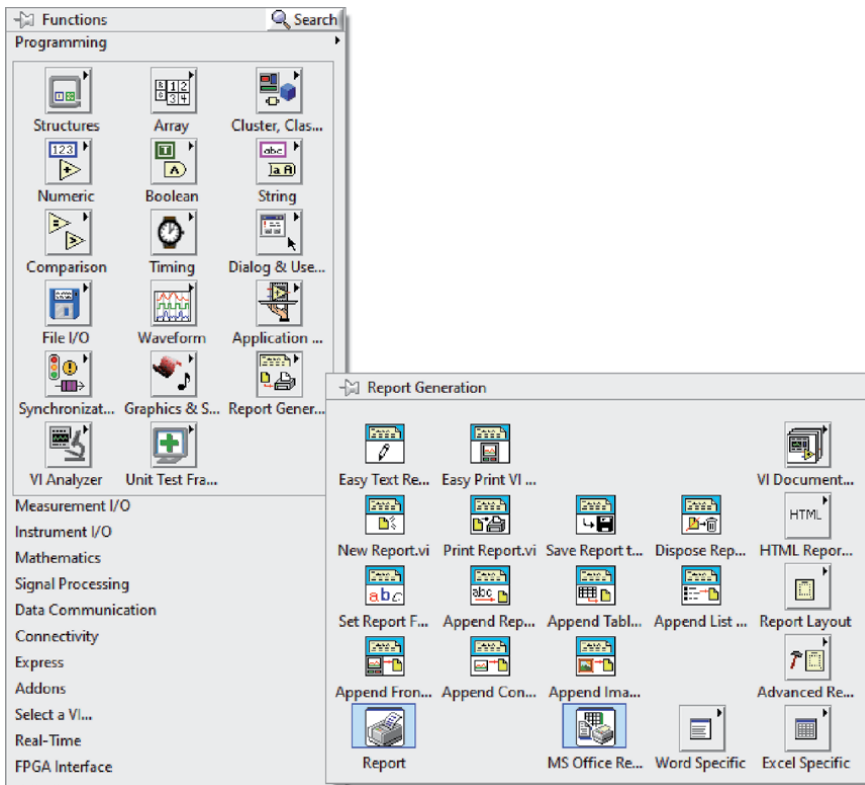 Functions Search
Programming
Structures Array Cluster, Clas...
Numeric Boolean String
Comparison Timing Dialog & Use...
File I/O Waveform Application ...
Synchronizat... Graphics & S... Report Gener...
VI Analyzer Unit Test Fra...
Measurement I/O
Instrument I/O
Mathematics
Signal Processing
Data Communication
Connectivity
Express
Addons
Select a VI...
Real-Time
FPGA Interface
Report Generation
Easy Text Re... Easy Print VI ... VI Document...
HTML
New Report.vi Print Report.vi Save Report t... Dispose Rep... HTML Repor...
abc abc
Set Report F... Append Rep... Append Tabl... Append List ... Report Layout
Append Fron... Append Con... Append Ima... Advanced Re...
Report MS Office Re... Word Specific Excel Specific